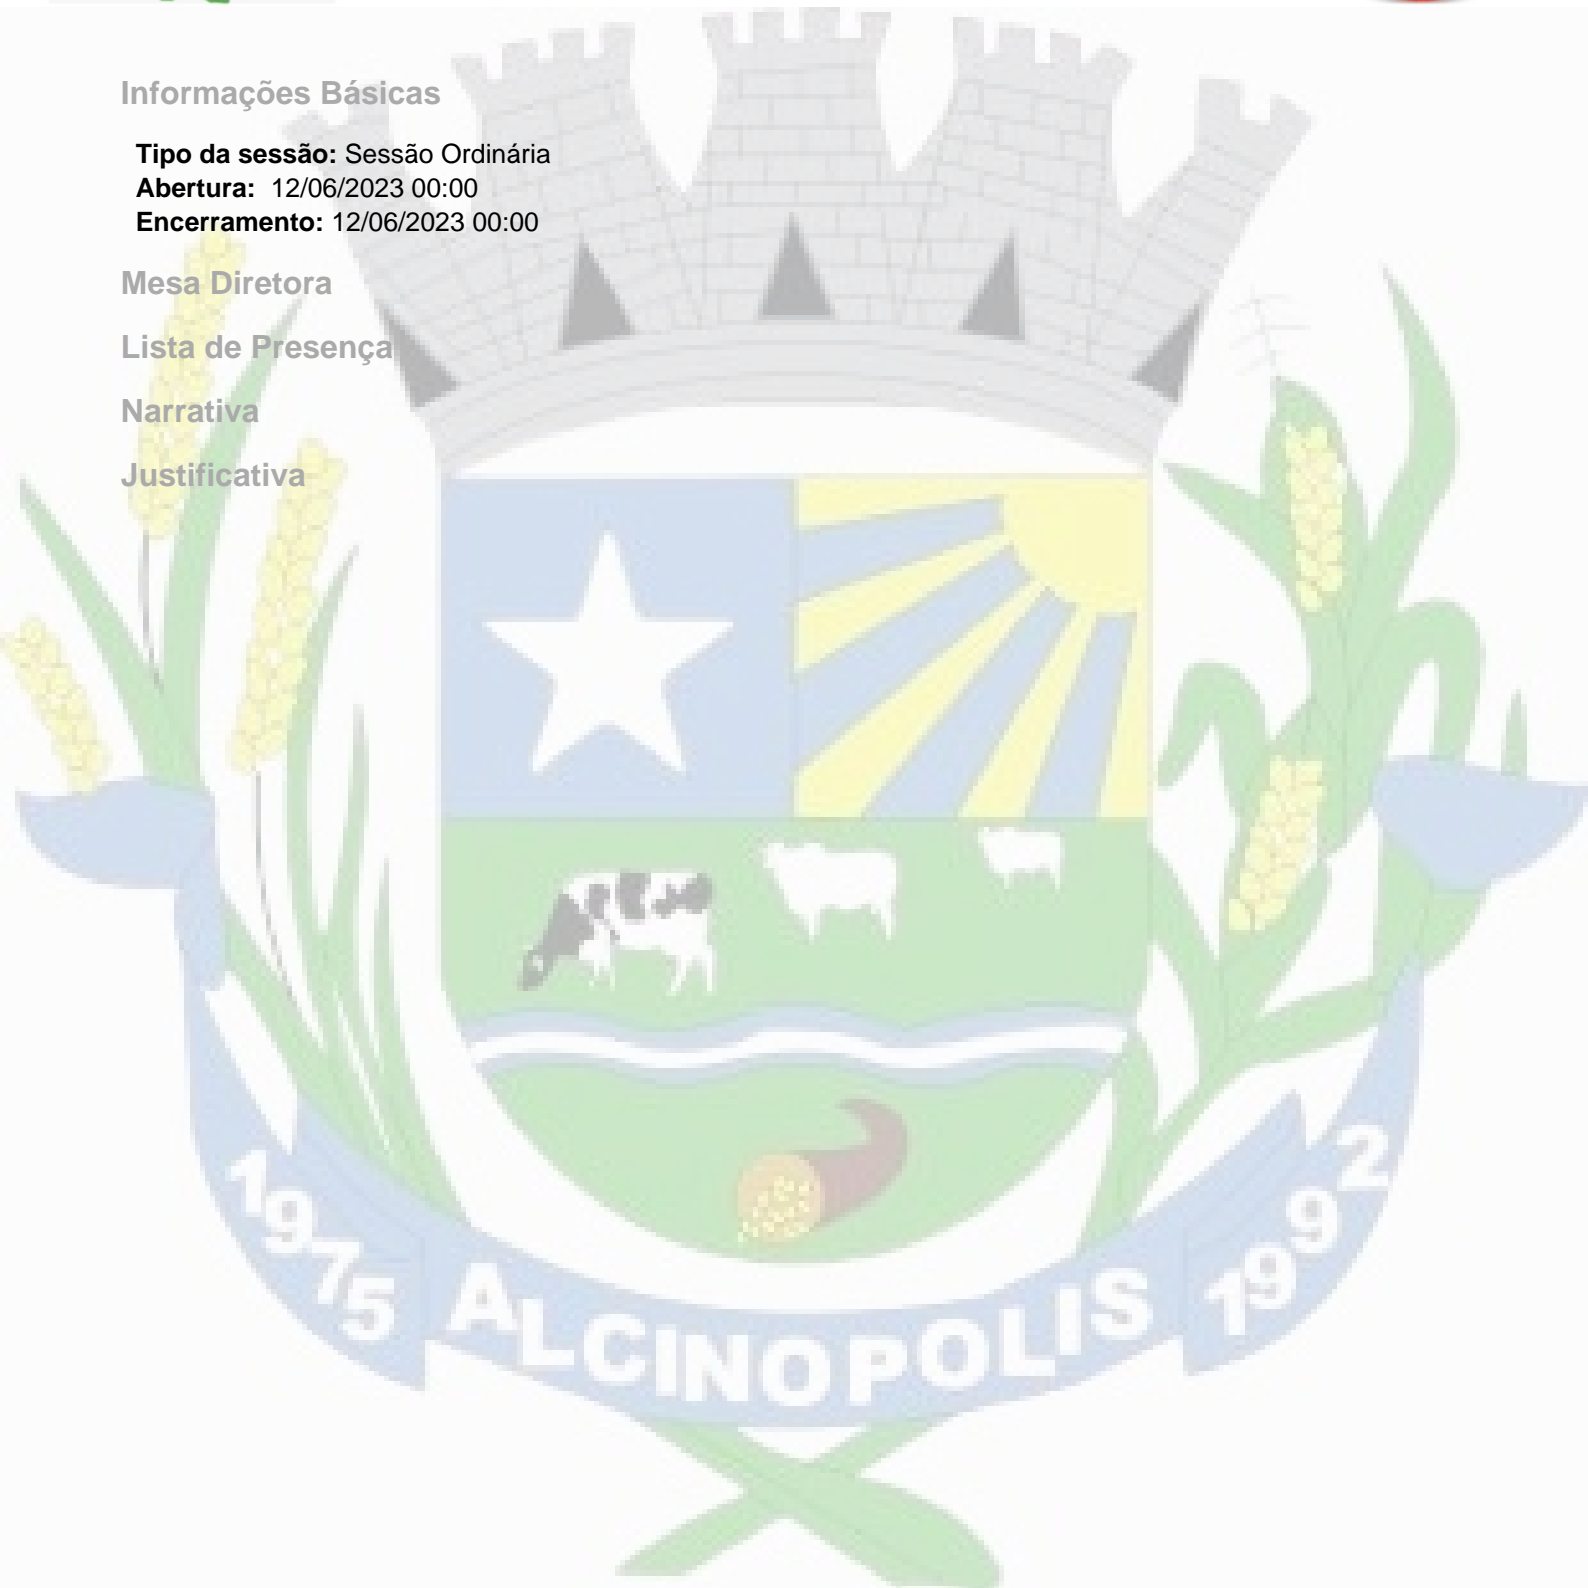 Informações Básicas
Tipo da sessão: Sessão Ordinária
Abertura: 12/06/2023 00:00
Encerramento: 12/06/2023 00:00
Mesa Diretora
Lista de Presença
Narrativa
Justificativa
1975 ALCINOPOLIS 1992